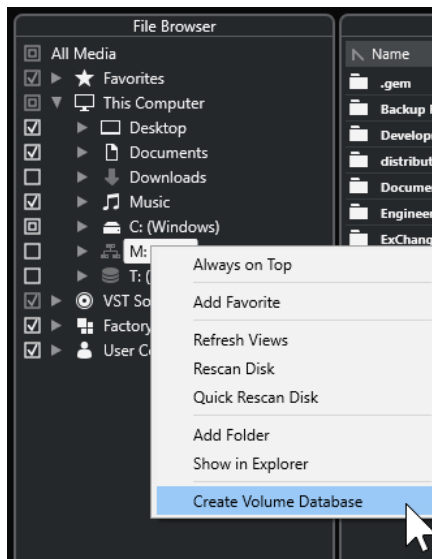 File Browser
All Media
Favorites
This Computer
Desktop
Documents
Downloads
Music
C: (Windows)
M:
T: (
VST So
Factory
User Co
Name
.gem
Backup
Develop
distribut
Docume
Enginee
ExChang
Always on Top
Add Favorite
Refresh Views
Rescan Disk
Quick Rescan Disk
Add Folder
Show in Explorer
Create Volume Database